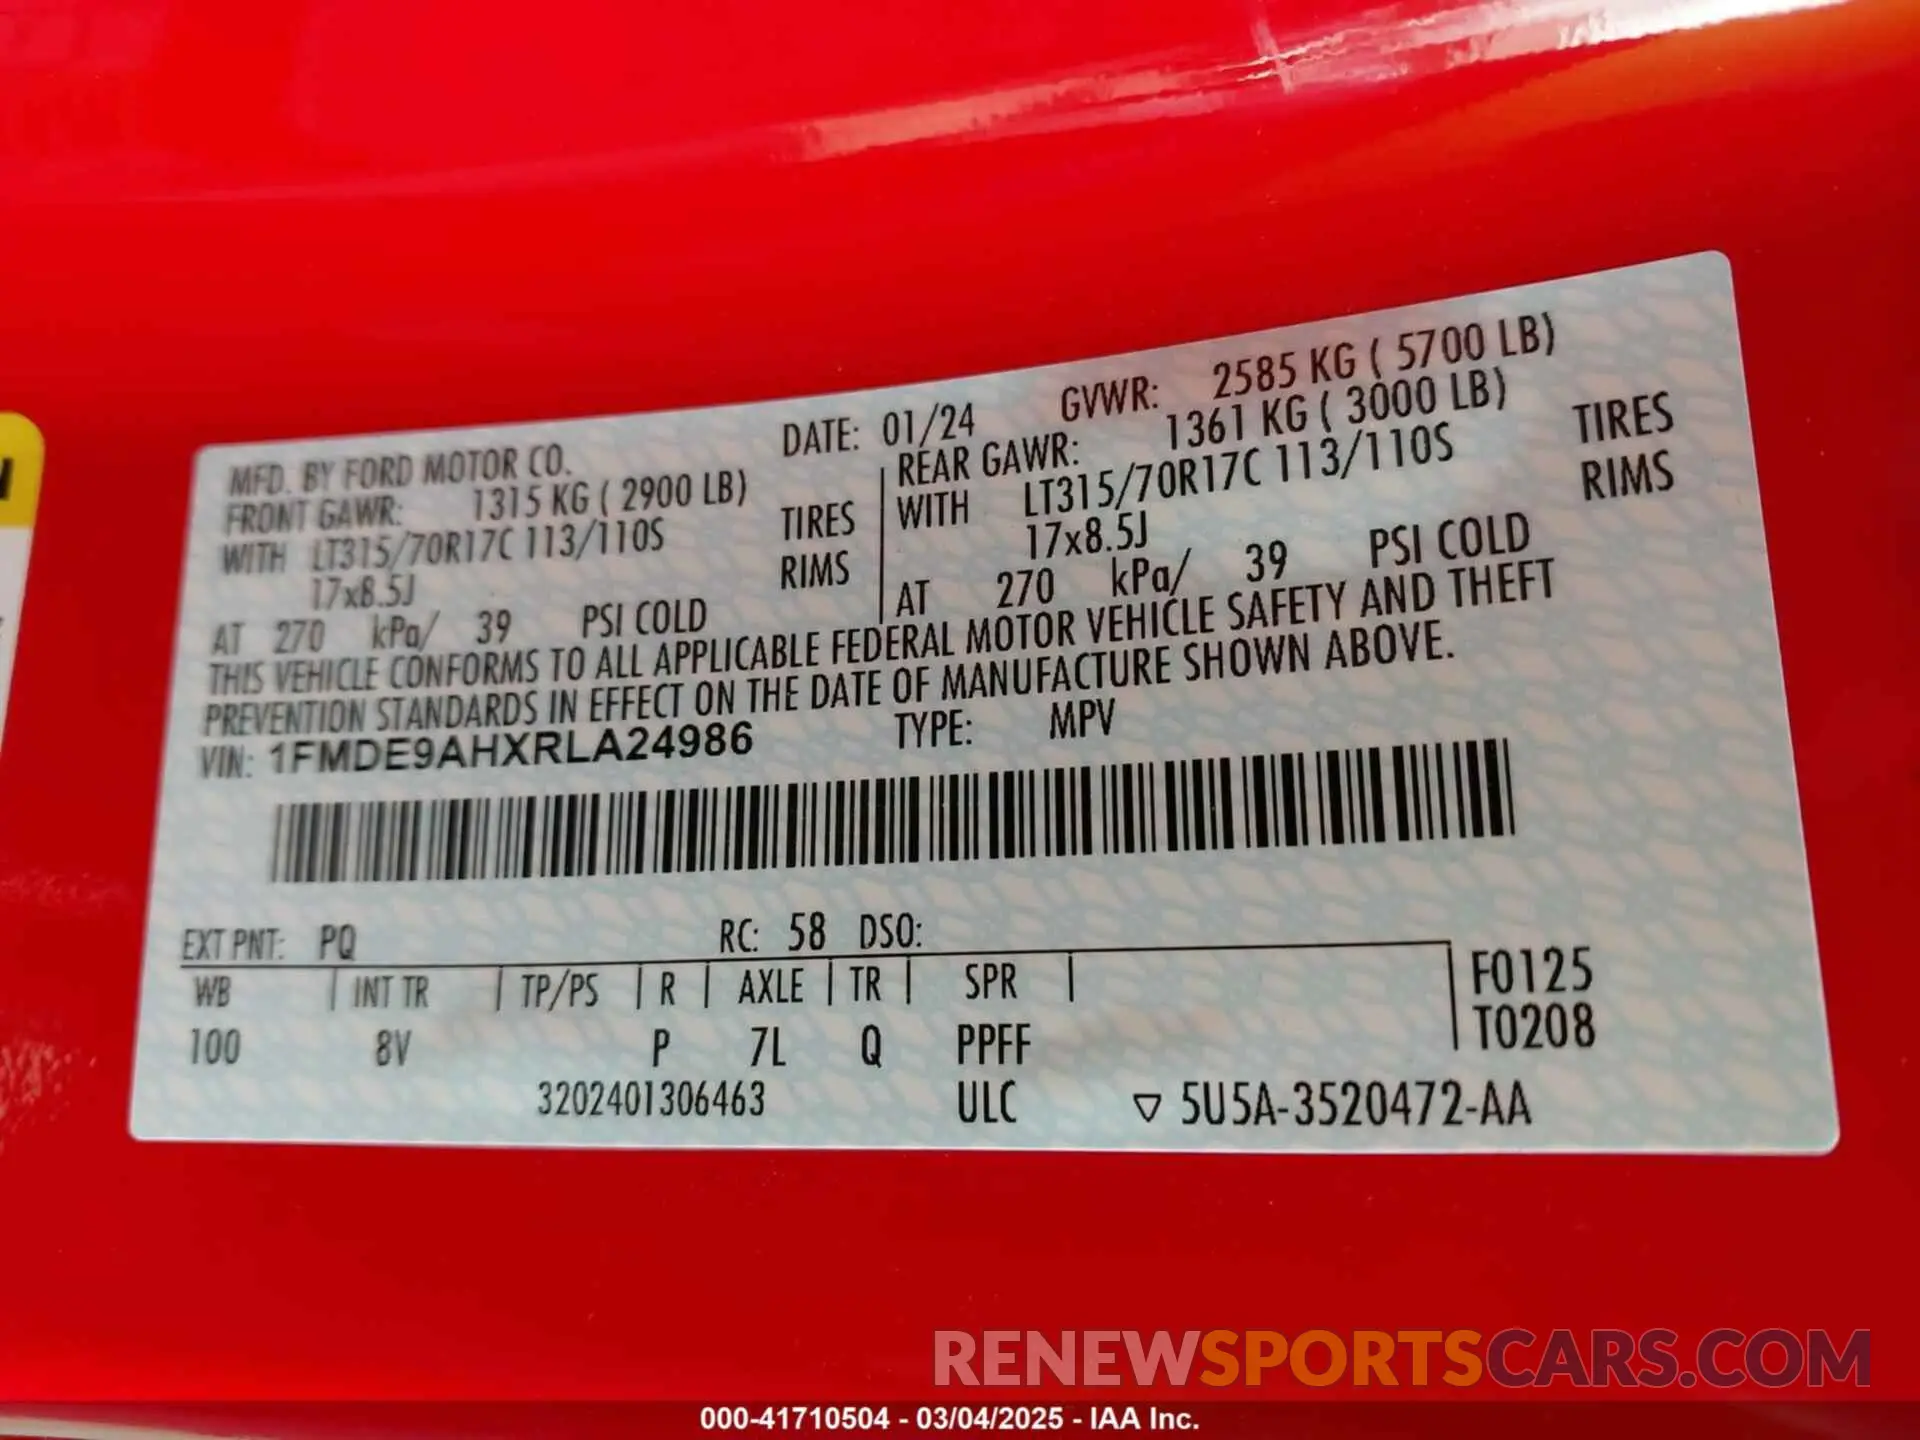 MFD. BY FORD MOTOR CO. DATE: 01/24 GVWR: 2585 KG ( 5700 LB)
FRONT GAWR: 1315 KG ( 2900 LB) REAR GAWR: 1361 KG ( 3000 LB)
WITH LT315/70R17C 113/110S TIRES WITH LT315/70R17C 113/110S TIRES
17x8.5J RIMS 17x8.5J RIMS
AT 270 kPa/ 39 PSI COLD AT 270 kPa/ 39 PSI COLD
THIS VEHICLE CONFORMS TO ALL APPLICABLE FEDERAL MOTOR VEHICLE SAFETY AND THEFT
PREVENTION STANDARDS IN EFFECT ON THE DATE OF MANUFACTURE SHOWN ABOVE.
VIN: 1FMDE9AHXRLA24986 TYPE: MPV
EXT PNT: PQ RC: 58 DSO:
WB INT TR TP/PS R AXLE TR SPR F0125
100 8V P 7L Q PPFF T0208
3202401306463 ULC ▽ 5U5A-3520472-AA
RENEWSPORTSCARS.COM
000-41710504 - 03/04/2025 - IAA Inc.